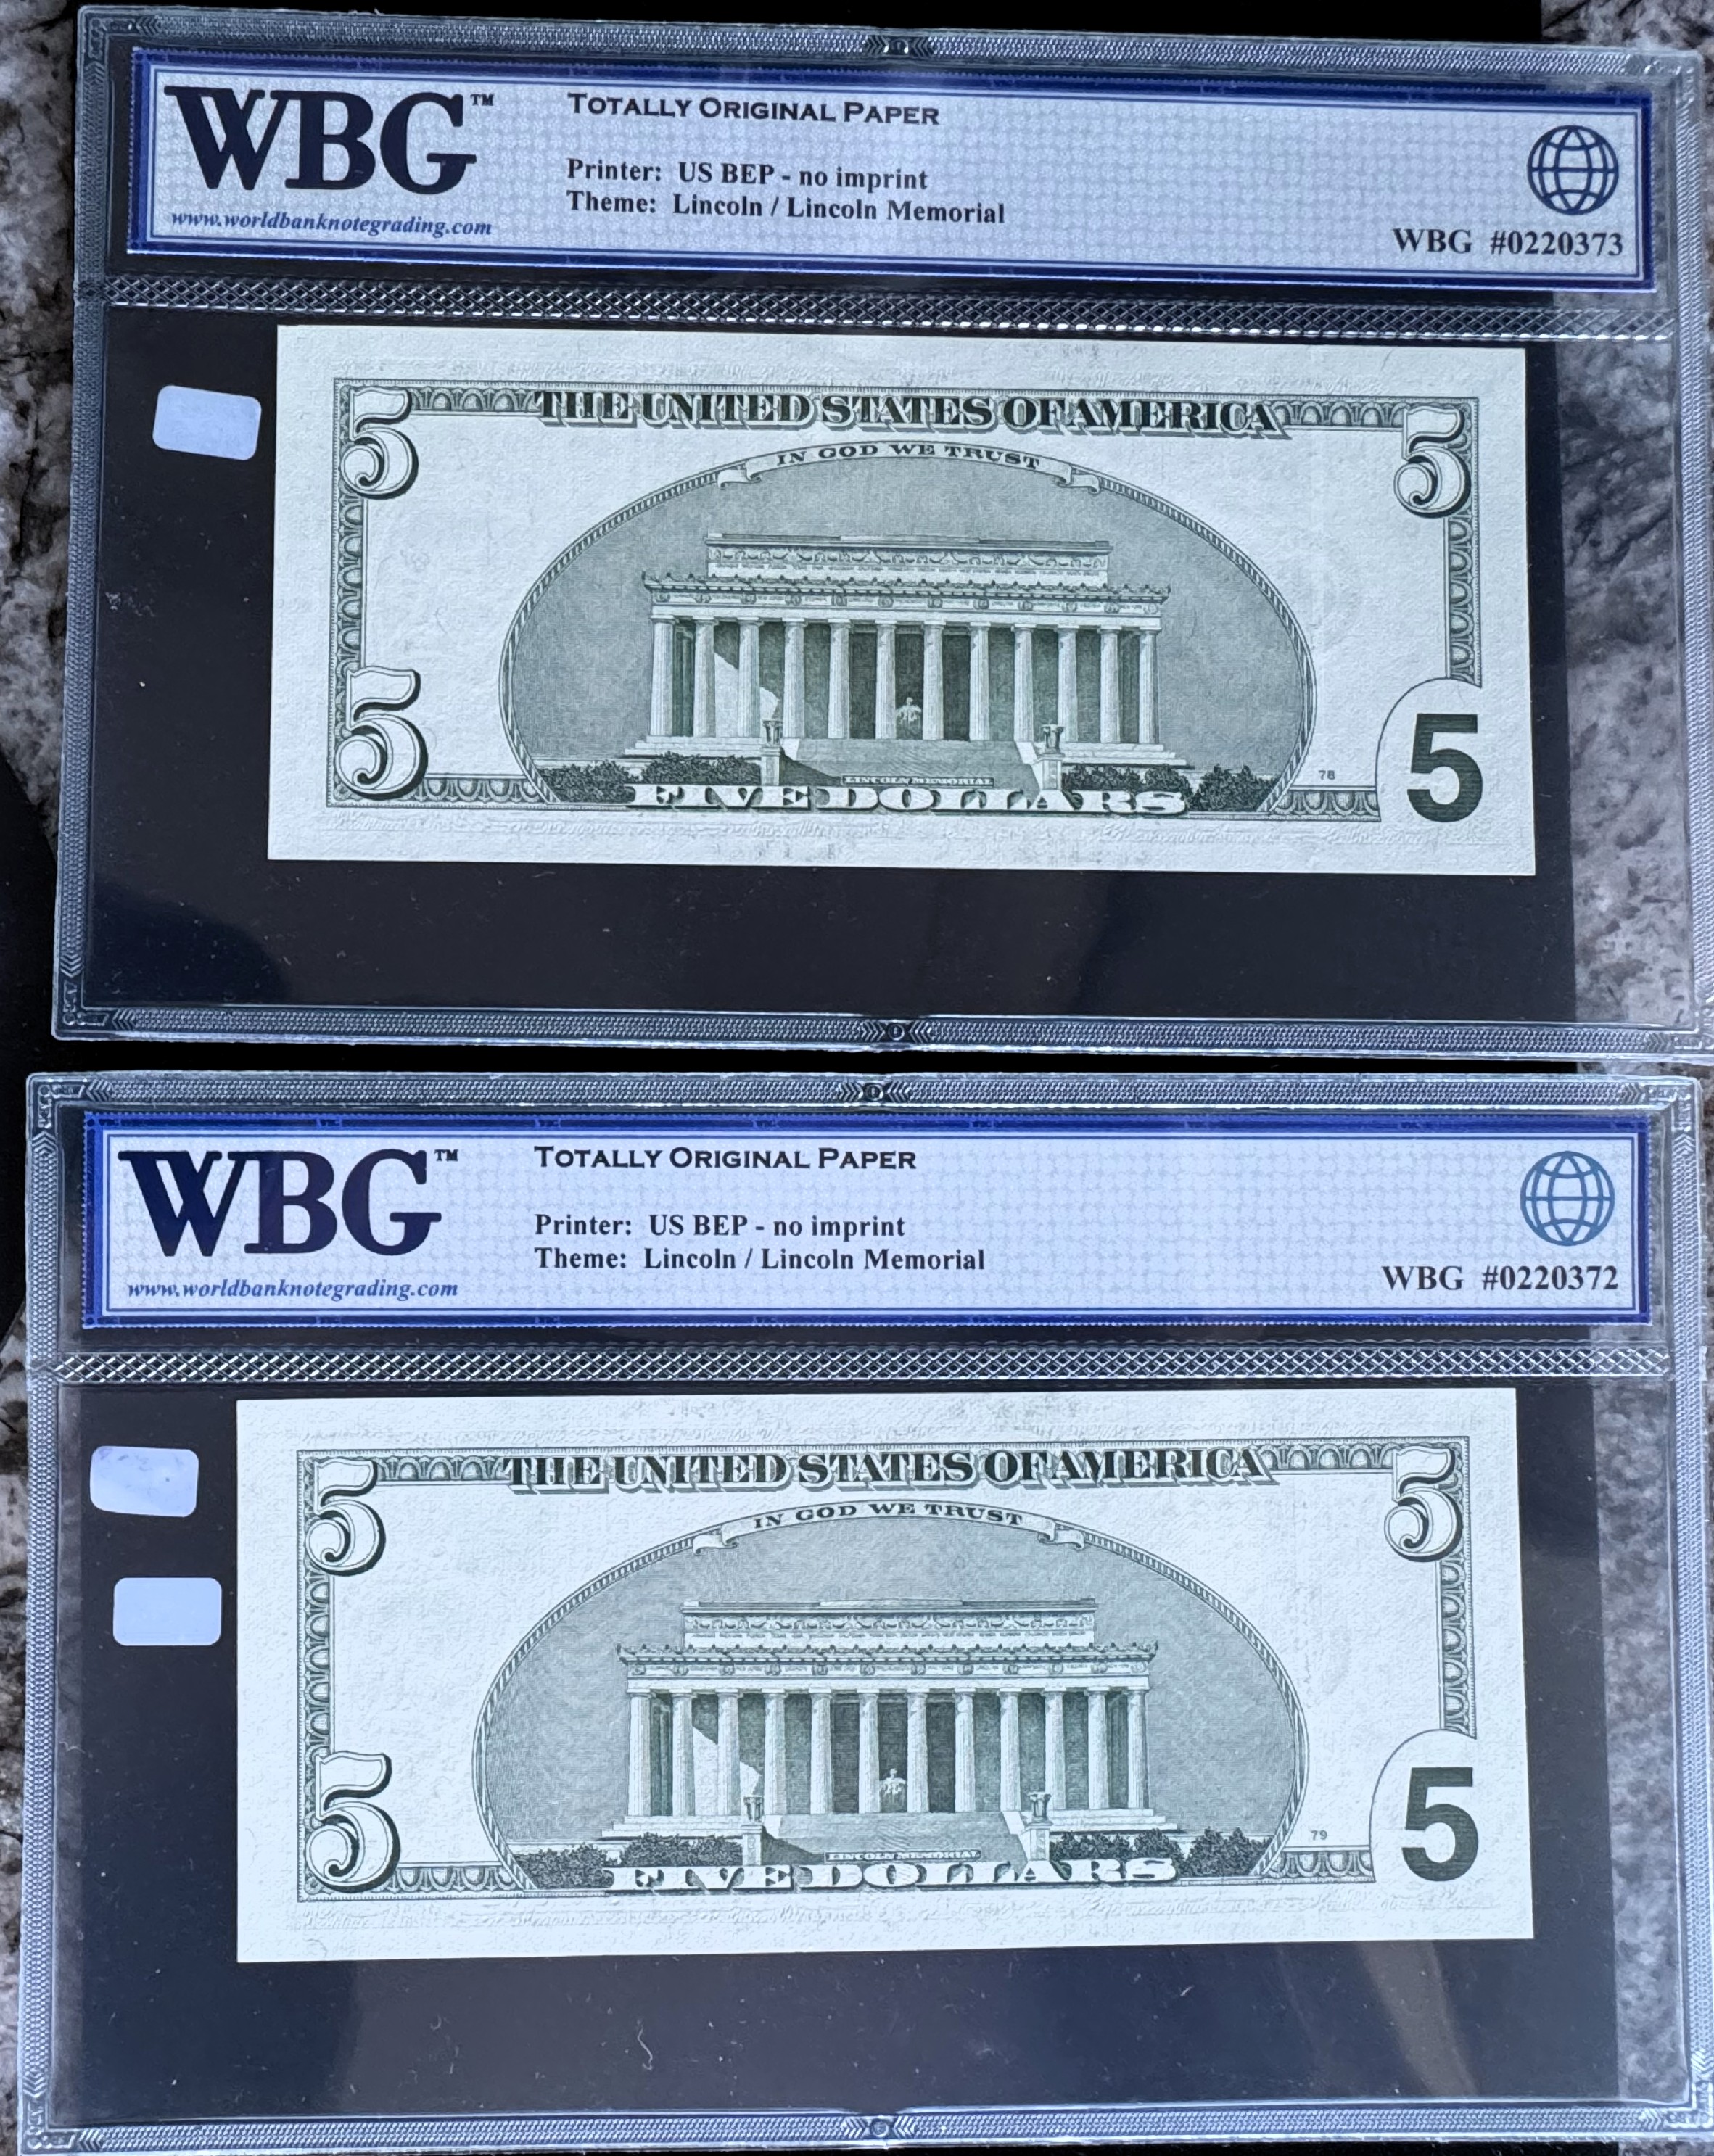 WBG™
TOTALLY ORIGINAL PAPER
Printer: US BEP - no imprint
Theme: Lincoln / Lincoln Memorial
www.worldbanknotegrading.com
WBG #0220373
THE UNITED STATES OF AMERICA
5
5
IN GOD WE TRUST
LINCOLN MEMORIAL
FIVE DOLLARS
5
78
5
WBG™
TOTALLY ORIGINAL PAPER
Printer: US BEP - no imprint
Theme: Lincoln / Lincoln Memorial
www.worldbanknotegrading.com
WBG #0220372
THE UNITED STATES OF AMERICA
5
5
IN GOD WE TRUST
LINCOLN MEMORIAL
FIVE DOLLARS
5
79
5